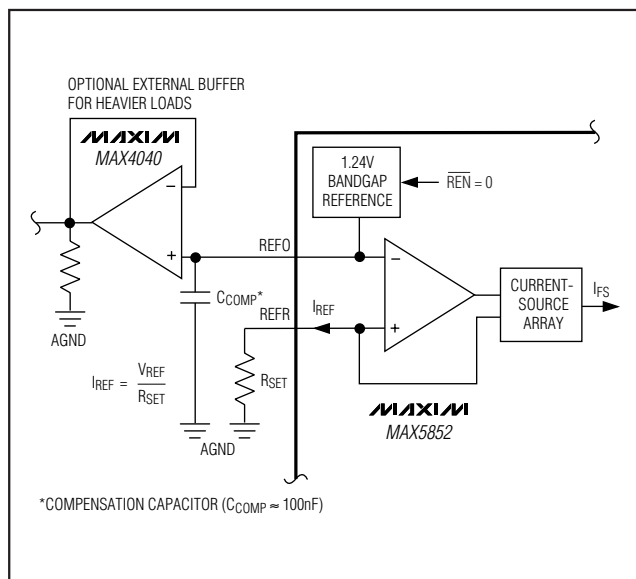 OPTIONAL EXTERNAL BUFFER
FOR HEAVIER LOADS
MAXIM
MAX4040
1.24V
BANDGAP
REFERENCE
REN = 0
−
+
REFO
CCOMP*
REFR
IREF
−
+
CURRENT-
SOURCE
ARRAY
IFS
AGND
IREF = VREF
RSET
RSET
AGND
MAXIM
MAX5852
*COMPENSATION CAPACITOR (CCOMP ≈ 100nF)